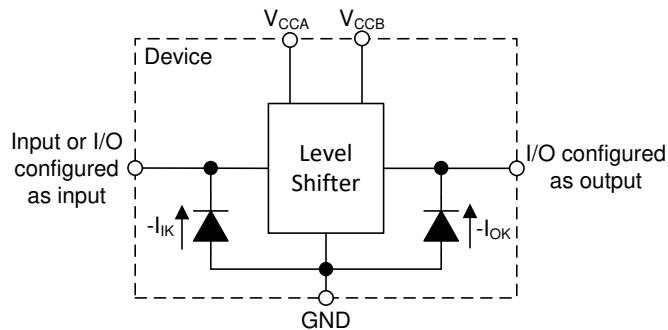 VCCA VCCB
Device
Input or I/O
configured
as input
Level
Shifter
I/O configured
as output
-IIK
-IOK
GND